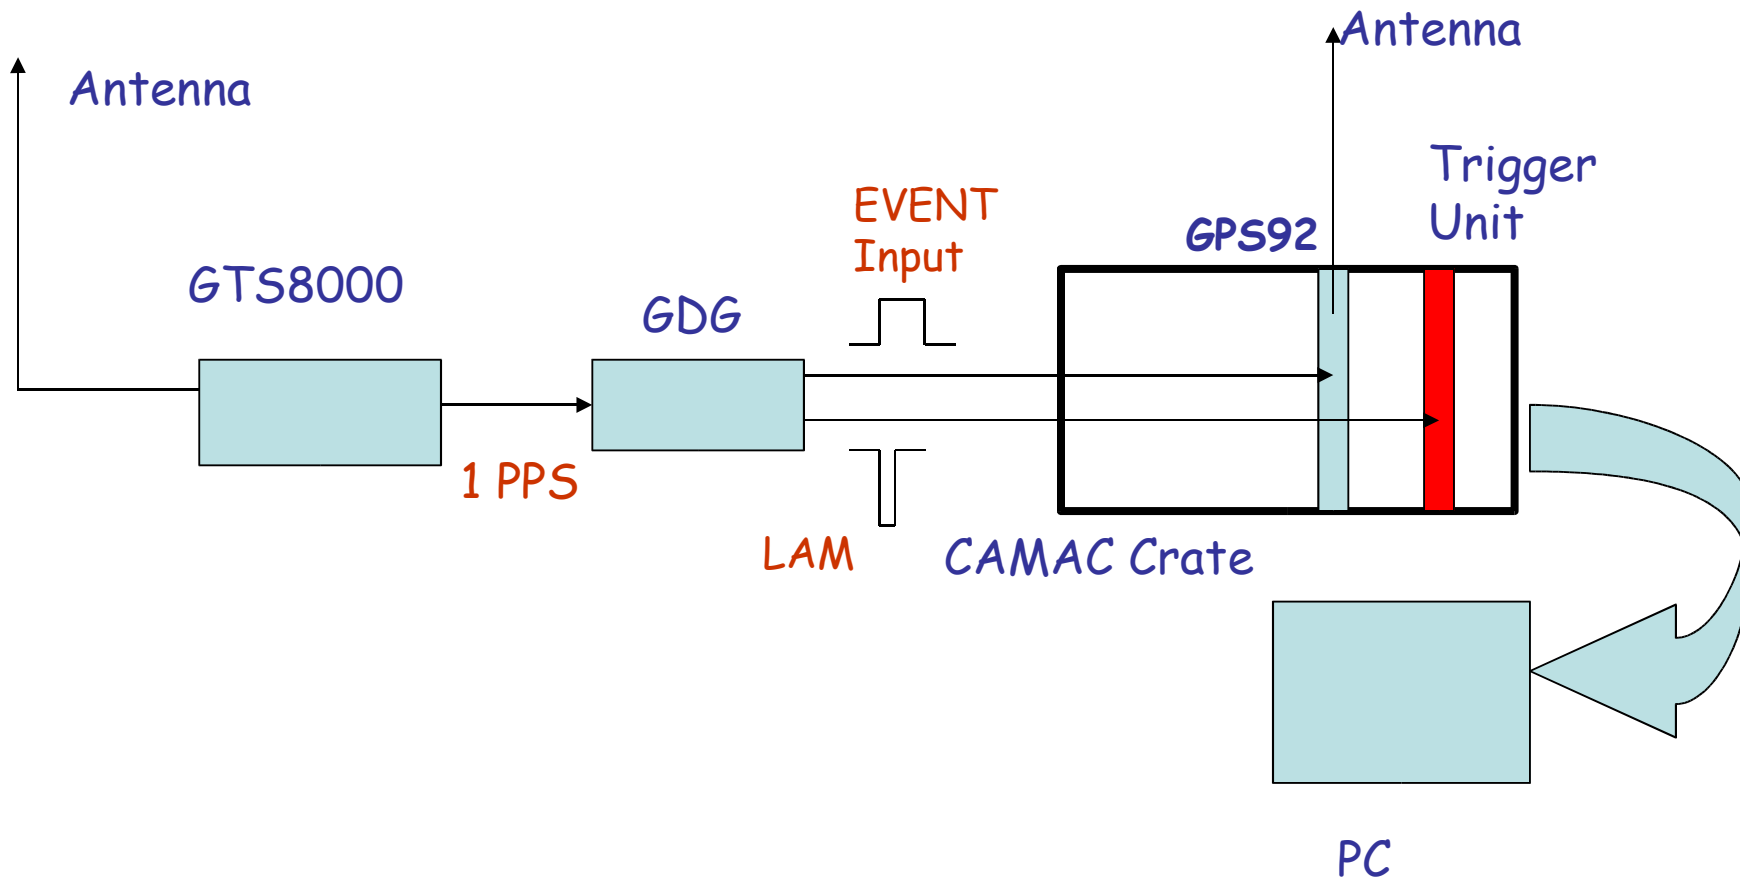 Antenna
Antenna
Trigger
Unit
EVENT
Input
GPS92
GTS8000
GDG
1 PPS
LAM
CAMAC Crate
PC